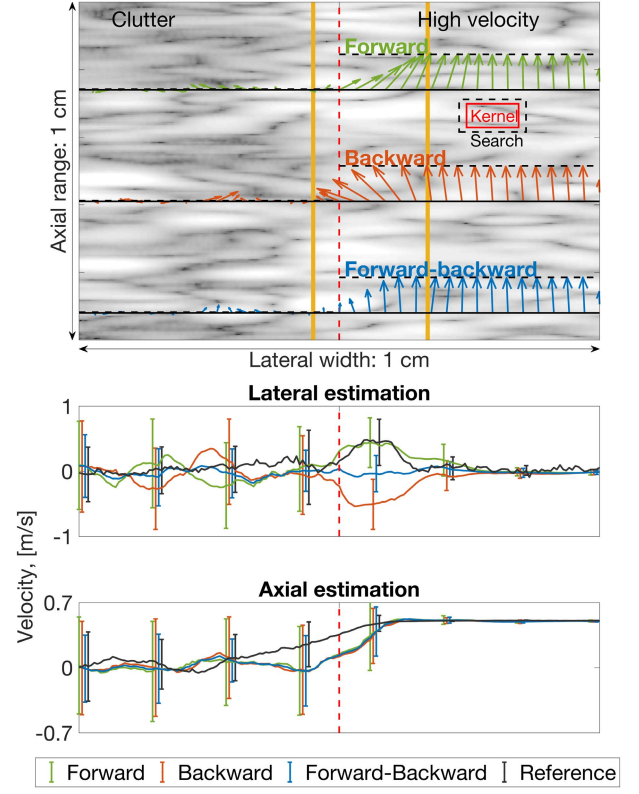 Clutter
High velocity
Forward
Kernel
Search
Backward
Forward-backward
Axial range: 1 cm
Lateral width: 1 cm
Lateral estimation
1
0
-1
Velocity, [m/s]
Axial estimation
0.7
0
-0.7
Forward Backward Forward-Backward Reference